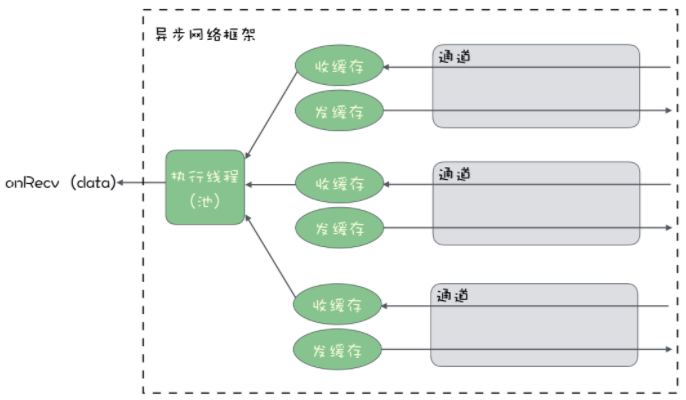 异步网络框架
收缓存
通道
发缓存
onRecv (data)
执行线程
（池）
收缓存
通道
发缓存
收缓存
通道
发缓存